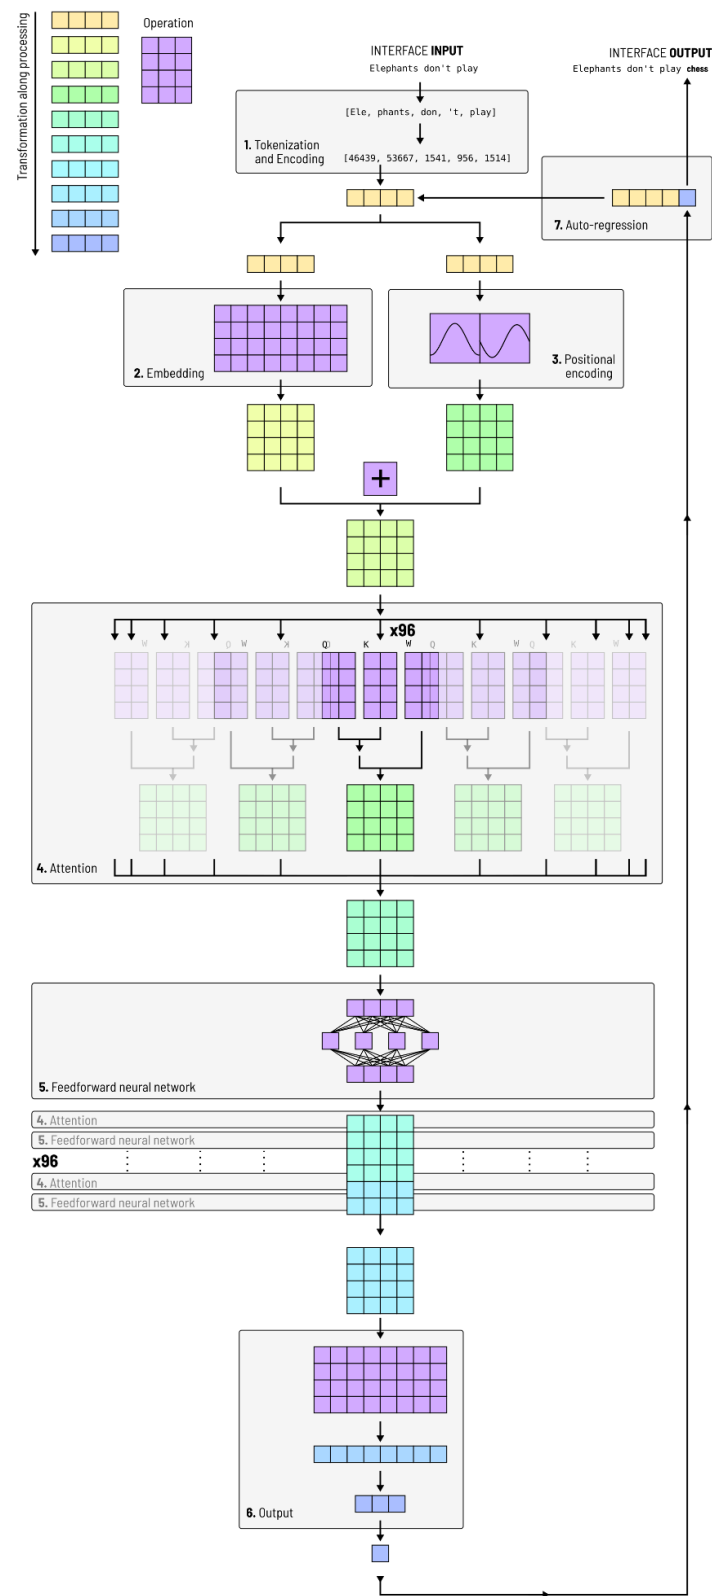 Transformation along processing
Operation
INTERFACE INPUT
Elephants don't play
INTERFACE OUTPUT
Elephants don't play chess
[Ele, phants, don, 't, play]
1. Tokenization
and Encoding
[46439, 53667, 1541, 956, 1514]
7. Auto-regression
2. Embedding
3. Positional
encoding
+
x96
W K Q W K Q Q K W Q K W Q K W
4. Attention
5. Feedforward neural network
4. Attention
5. Feedforward neural network
x96
4. Attention
5. Feedforward neural network
6. Output